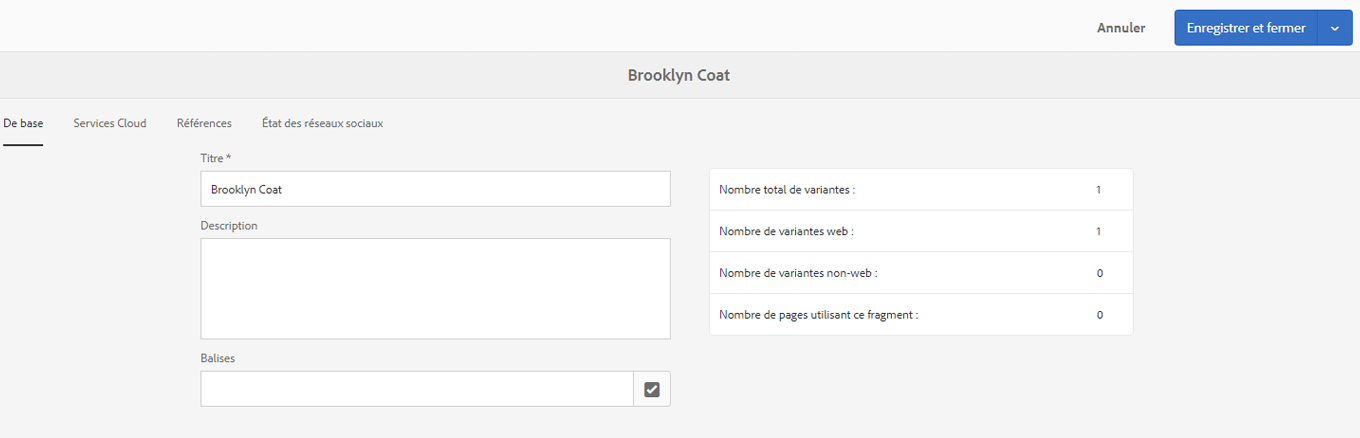 Annuler
Enregistrer et fermer
Brooklyn Coat
De base
Services Cloud
Références
État des réseaux sociaux
Titre *
Brooklyn Coat
Description
Balises
Nombre total de variantes : 1
Nombre de variantes web : 1
Nombre de variantes non-web : 0
Nombre de pages utilisant ce fragment : 0